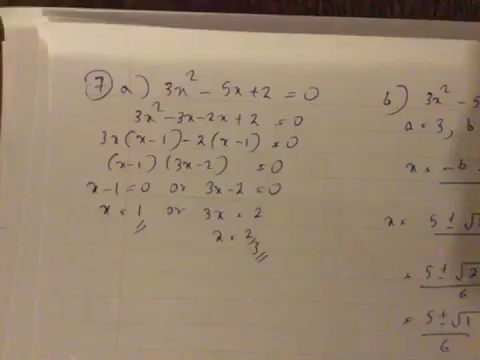 ⑦ a) 3x² - 5x + 2 = 0
3x² - 3x - 2x + 2 = 0
3x(x-1) - 2(x-1) = 0
(x-1) (3x-2) = 0
x-1=0 or 3x-2=0
x = 1 or 3x = 2
x = 2/3
b) 3x² - 5
a = 3, b
x = -b
x = 5 ± √
= 5 ± √2
6
= 5 ± √1
6